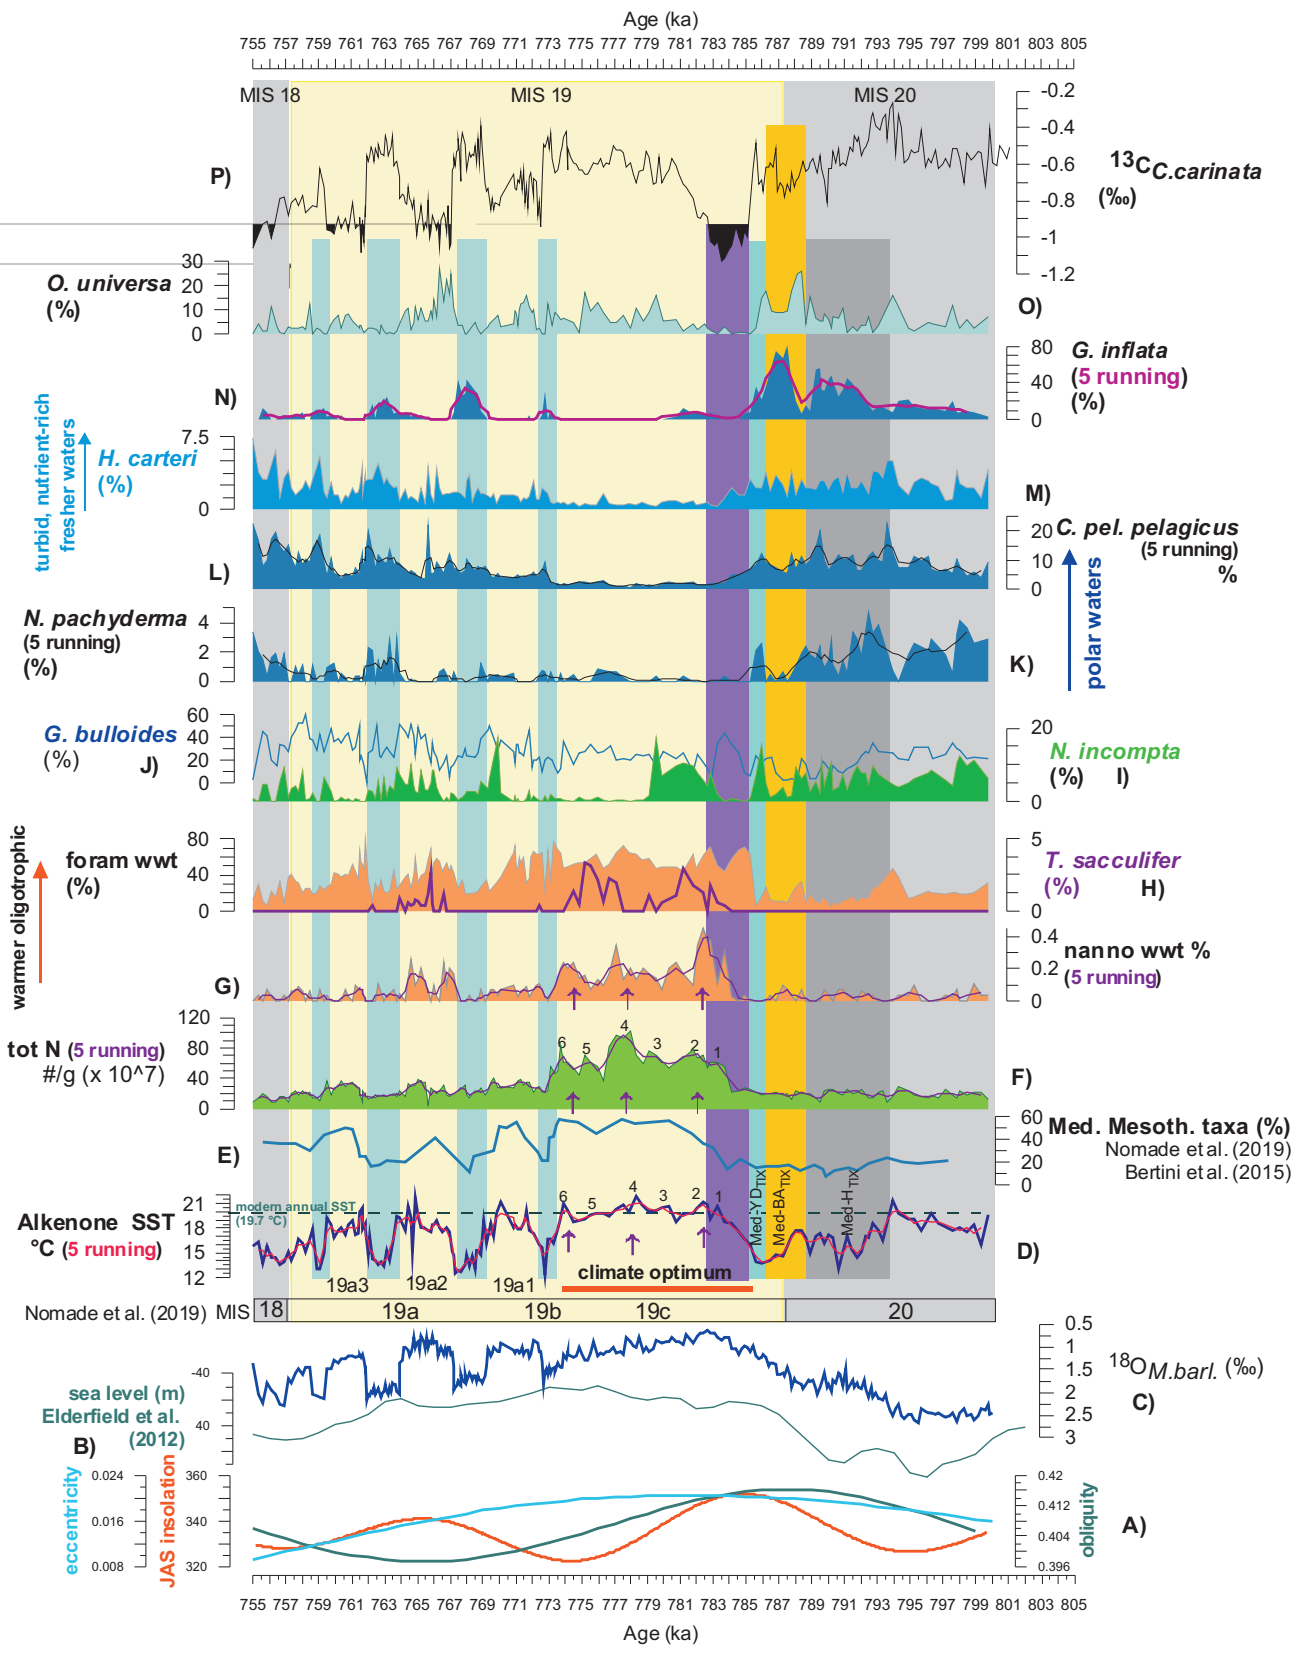 Age (ka)
755 757 759 761 763 765 767 769 771 773 775 777 779 781 783 785 787 789 791 793 795 797 799 801 803 805
MIS 18
MIS 19
MIS 20
-0.2
-0.4
-0.6
-0.8
-1
-1.2
P)
13CC.carinata
(‰)
O. universa
(%)
30
20
10
0
O)
N)
80
40
0
G. inflata
(5 running)
(%)
turbid, nutrient-rich
fresher waters
H. carteri
(%)
7.5
0
M)
L)
20
10
0
C. pel. pelagicus
(5 running)
%
N. pachyderma
(5 running)
(%)
4
2
0
K)
polar waters
G. bulloides
(%)
J)
60
40
20
0
20
0
N. incompta
(%) I)
warmer oligotrophic
foram wwt
(%)
80
40
0
5
0
T. sacculifer
(%)
H)
G)
0.4
0.2
0
nanno wwt %
(5 running)
tot N (5 running)
#/g (x 10^7)
120
80
40
0
6
5
4
3
2
1
F)
E)
60
40
20
0
Med. Mesoth. taxa (%)
Nomade et al. (2019)
Bertini et al. (2015)
Alkenone SST
°C (5 running)
21
18
15
12
modern annual SST
(19.7 °C)
6
5
4
3
2
1
Med-YDTIX
Med-BATIX
Med-HTIX
D)
19a3
19a2
19a1
climate optimum
Nomade et al. (2019) MIS
18
19a
19b
19c
20
0.5
1
1.5
2
2.5
3
18OM.barl. (‰)
C)
sea level (m)
Elderfield et al.
(2012)
B)
-40
40
eccentricity
0.024
0.016
0.008
JAS insolation
360
340
320
0.42
0.412
0.404
0.396
obliquity
A)
755 757 759 761 763 765 767 769 771 773 775 777 779 781 783 785 787 789 791 793 795 797 799 801 803 805
Age (ka)